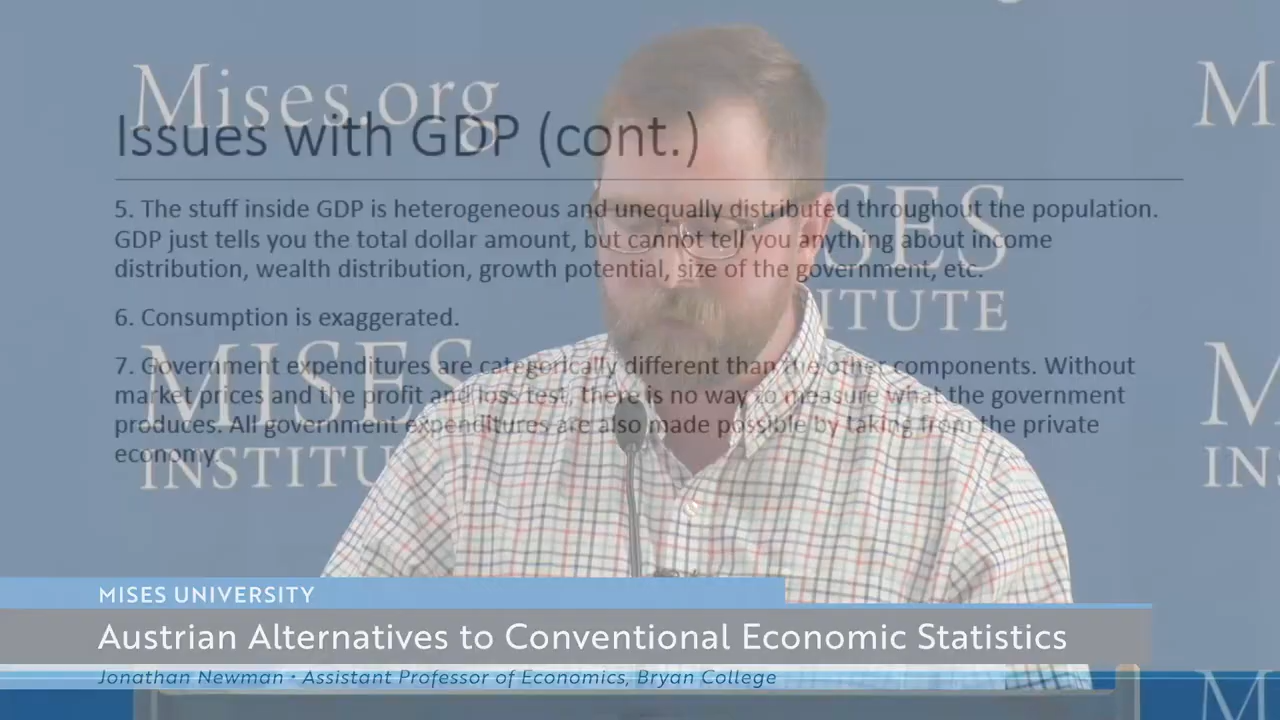 Mises.org
M
Issues with GDP (cont.)
5. The stuff inside GDP is heterogeneous and unequally distributed throughout the population.
GDP just tells you the total dollar amount, but cannot tell you anything about income
distribution, wealth distribution, growth potential, size of the government, etc.
6. Consumption is exaggerated.
7. Government expenditures are categorically different than the other components. Without
market prices and the profit and loss test, there is no way to measure what the government
produces. All government expenditures are also made possible by taking from the private
economy.
ISES
ITUTE
MISES
INSTITU
M
INS
MISES UNIVERSITY
Austrian Alternatives to Conventional Economic Statistics
Jonathan Newman • Assistant Professor of Economics, Bryan College
M